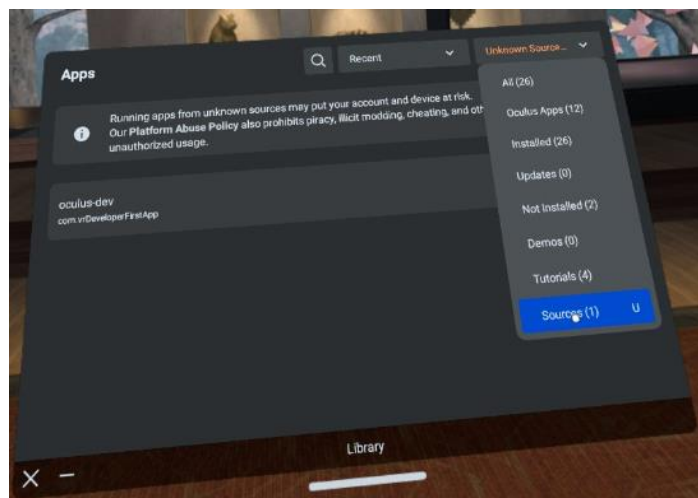 Apps
Recent
Unknown Source...
Running apps from unknown sources may put your account and device at risk.
Our Platform Abuse Policy also prohibits piracy, illicit modding, cheating, and oth
unauthorized usage.
oculus-dev
com.vrDeveloperFirstApp
All (26)
Oculus Apps (12)
Installed (26)
Updates (0)
Not Installed (2)
Demos (0)
Tutorials (4)
Sources (1) U
Library